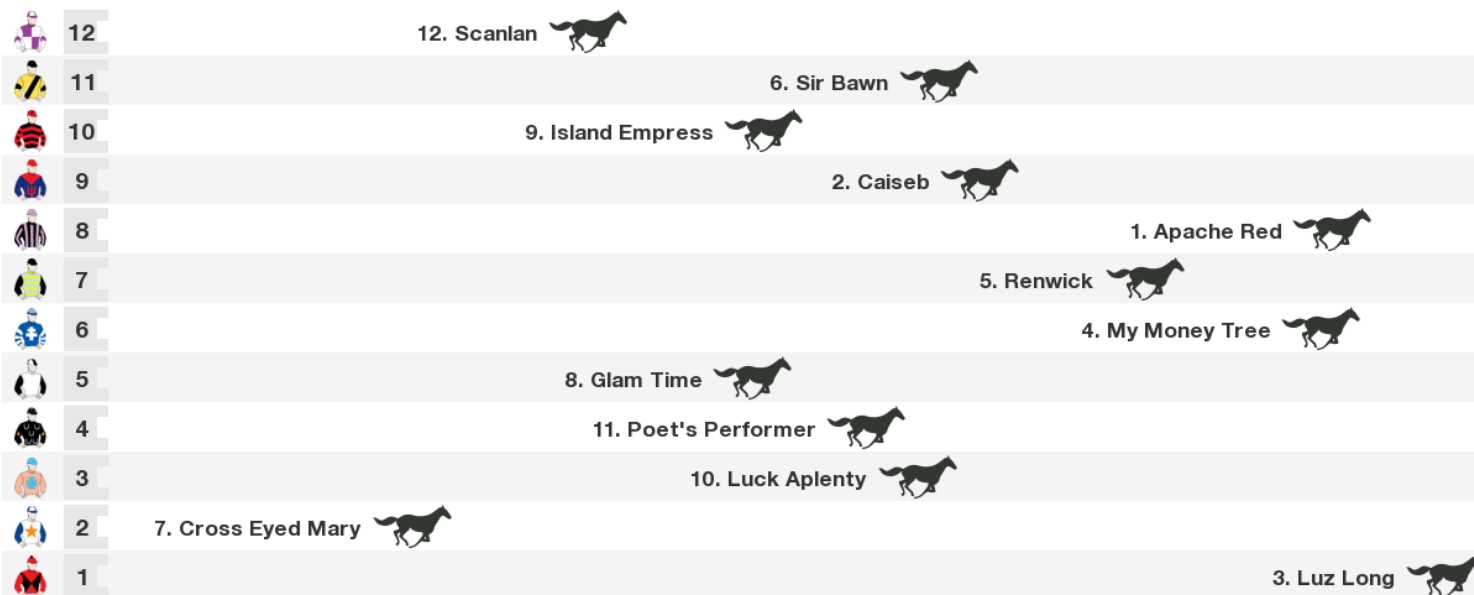 12 12. Scanlan
11 6. Sir Bawn
10 9. Island Empress
9 2. Caiseb
8 1. Apache Red
7 5. Renwick
6 4. My Money Tree
5 8. Glam Time
4 11. Poet's Performer
3 10. Luck Aplenty
2 7. Cross Eyed Mary
1 3. Luz Long